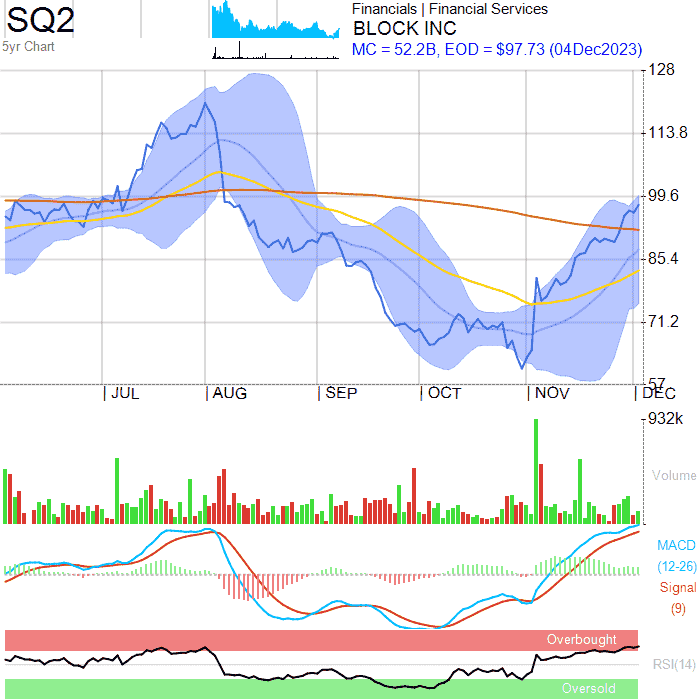 SQ2
5yr Chart
Financials | Financial Services
BLOCK INC
MC = 52.2B, EOD = $97.73 (04Dec2023)
128
113.8
99.6
85.4
71.2
57
JUL
AUG
SEP
OCT
NOV
DEC
932k
Volume
MACD
(12-26)
Signal
(9)
Overbought
RSI(14)
Oversold